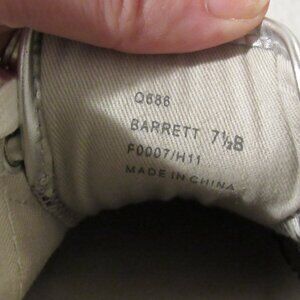 Q686
BARRETT 7½B
F0007/H11
MADE IN CHINA